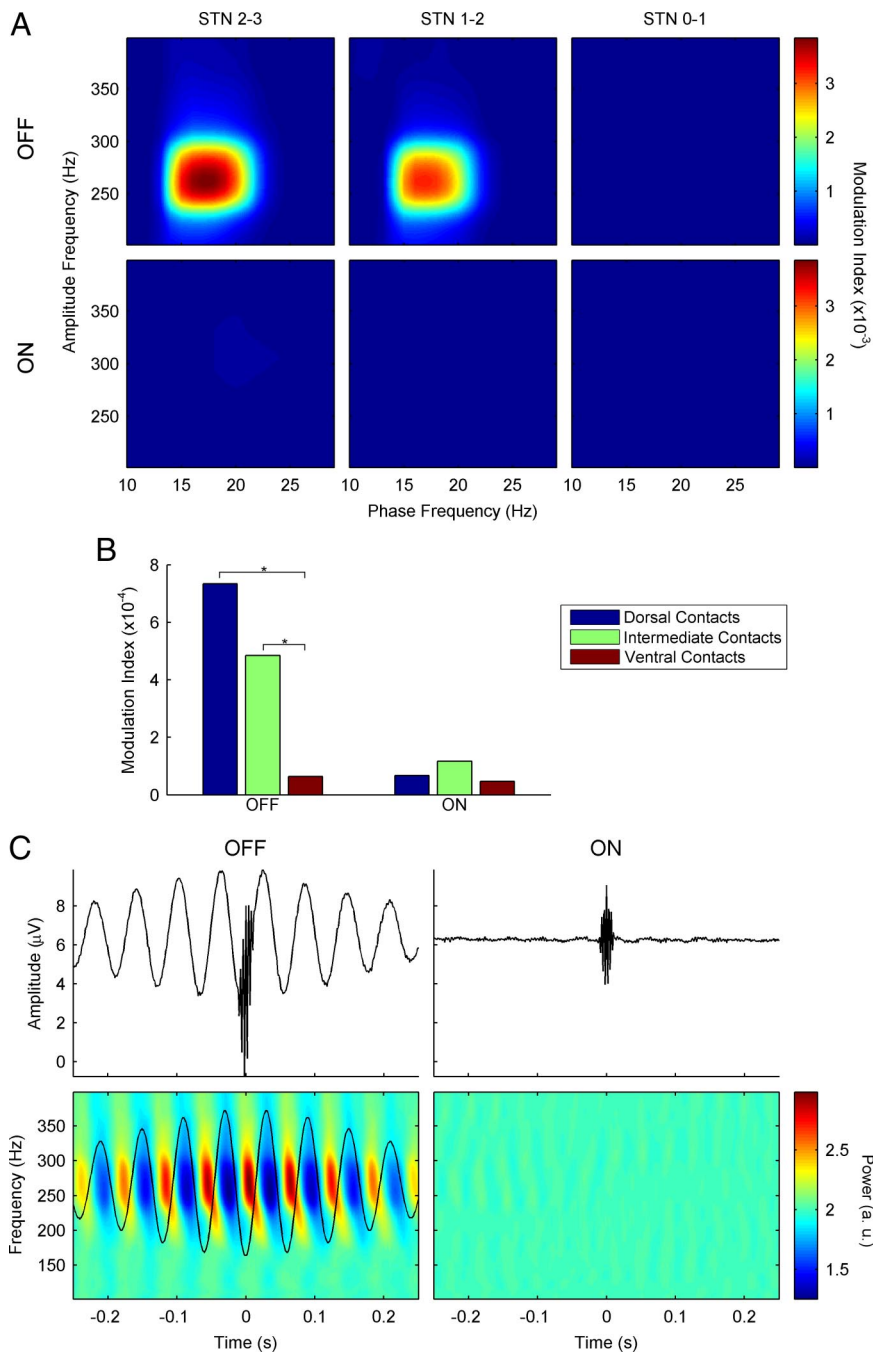 A
STN 2-3 STN 1-2 STN 0-1
OFF
ON
Amplitude Frequency (Hz)
350
300
250
350
300
250
10 15 20 25 10 15 20 25 10 15 20 25
Phase Frequency (Hz)
3
2
1
3
2
1
Modulation Index (x10-3)
B
Modulation Index (x10-4)
8
6
4
2
0
*
*
OFF ON
Dorsal Contacts
Intermediate Contacts
Ventral Contacts
C
OFF ON
Amplitude (µV)
8
6
4
2
0
Frequency (Hz)
350
300
250
200
150
-0.2 -0.1 0 0.1 0.2 -0.2 -0.1 0 0.1 0.2
Time (s) Time (s)
2.5
2
1.5
Power (a. u.)